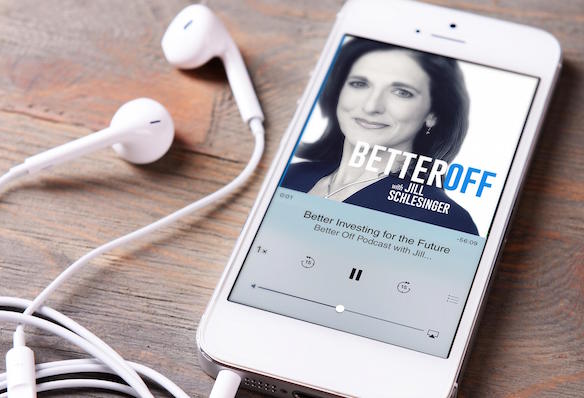 BETTEROFF
with JILL
SCHLESINGER
0:01
-56:09
Better Investing for the Future
Better Off Podcast with Jill...
1x
15
15